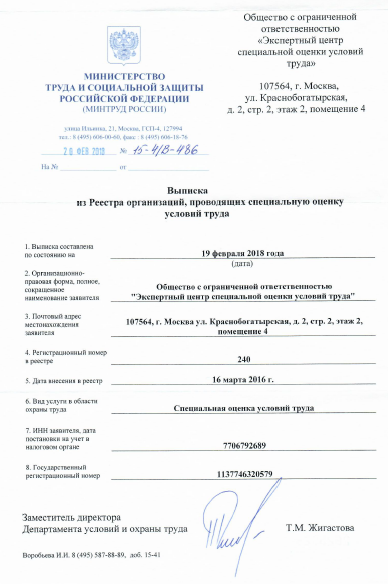 МИНИСТЕРСТВО
ТРУДА И СОЦИАЛЬНОЙ ЗАЩИТЫ
РОССИЙСКОЙ ФЕДЕРАЦИИ
(МИНТРУД РОССИИ)
улица Ильинка, 21, Москва, ГСП-4, 127994
тел.: 8 (495) 606-00-60, факс : 8 (495) 606-18-76
20 ФЕВ 2018 № 15-4/В-486
На № от
Общество с ограниченной
ответственностью
«Экспертный центр
специальной оценки условий
труда»
107564, г. Москва,
ул. Краснобогатырская,
д. 2, стр. 2, этаж 2, помещение 4
Выписка
из Реестра организаций, проводящих специальную оценку
условий труда
1. Выписка составлена
по состоянию на
19 февраля 2018 года
(дата)
2. Организационно-
правовая форма, полное,
сокращенное
наименование заявителя
Общество с ограниченной ответственностью
"Экспертный центр специальной оценки условий труда"
3. Почтовый адрес
местонахождения
заявителя
107564, г. Москва ул. Краснобогатырская, д. 2, стр. 2, этаж 2,
помещение 4
4. Регистрационный номер
в реестре
240
5. Дата внесения в реестр
16 марта 2016 г.
6. Вид услуги в области
охраны труда
Специальная оценка условий труда
7. ИНН заявителя, дата
постановки на учет в
налоговом органе
7706792689
8. Государственный
регистрационный номер
1137746320579
Заместитель директора
Департамента условий и охраны труда
Т.М. Жигастова
Воробьева И.И. 8 (495) 587-88-89, доб. 15-41